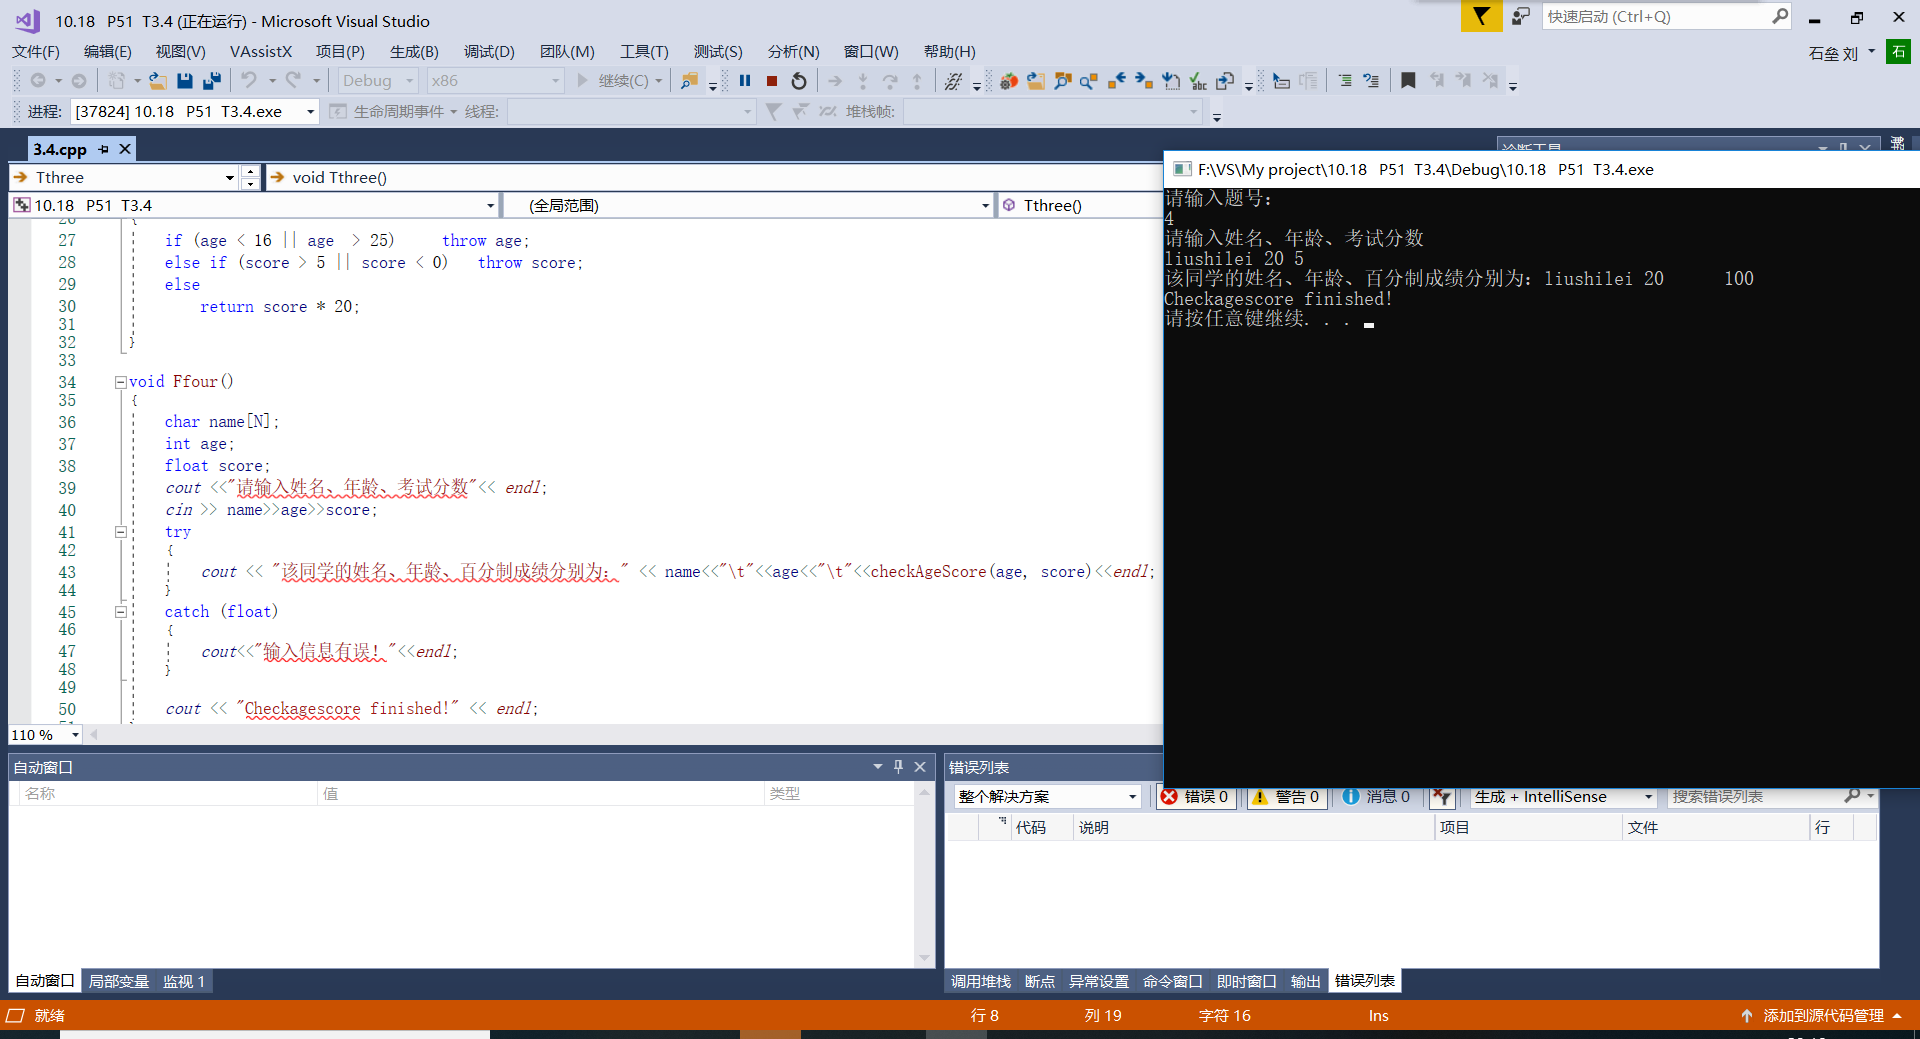 10.18 P51 T3.4 (正在运行) - Microsoft Visual Studio
快速启动 (Ctrl+Q)
文件(F) 编辑(E) 视图(V) VAssistX 项目(P) 生成(B) 调试(D) 团队(M) 工具(T) 测试(S) 分析(N) 窗口(W) 帮助(H)
石垒 刘 石
Debug x86 继续(C)
进程: [37824] 10.18 P51 T3.4.exe 生命周期事件 线程: 堆栈帧:
3.4.cpp
Tthree void Tthree()
10.18 P51 T3.4 (全局范围) Tthree()
26 {
27 if (age < 16 || age > 25) throw age;
28 else if (score > 5 || score < 0) throw score;
29 else
30 return score * 20;
31
32 }
33
34 void Ffour()
35 {
36 char name[N];
37 int age;
38 float score;
39 cout <<"请输入姓名、年龄、考试分数"<< endl;
40 cin >> name>>age>>score;
41 try
42 {
43 cout << "该同学的姓名、年龄、百分制成绩分别为：" << name<<"\t"<<age<<"\t"<<checkAgeScore(age, score)<<endl;
44 }
45 catch (float)
46 {
47 cout<<"输入信息有误！"<<endl;
48 }
49
50 cout << "Checkagescore finished!" << endl;
110 %
诊断工具
F:\VS\My project\10.18 P51 T3.4\Debug\10.18 P51 T3.4.exe
请输入题号：
4
请输入姓名、年龄、考试分数
liushilei 20 5
该同学的姓名、年龄、百分制成绩分别为：liushilei 20 100
Checkagescore finished!
请按任意键继续. . .
自动窗口
名称 值 类型
自动窗口 局部变量 监视 1
错误列表
整个解决方案 错误 0 警告 0 消息 0 生成 + IntelliSense 搜索错误列表
代码 说明 项目 文件 行
调用堆栈 断点 异常设置 命令窗口 即时窗口 输出 错误列表
就绪 行 8 列 19 字符 16 Ins 添加到源代码管理